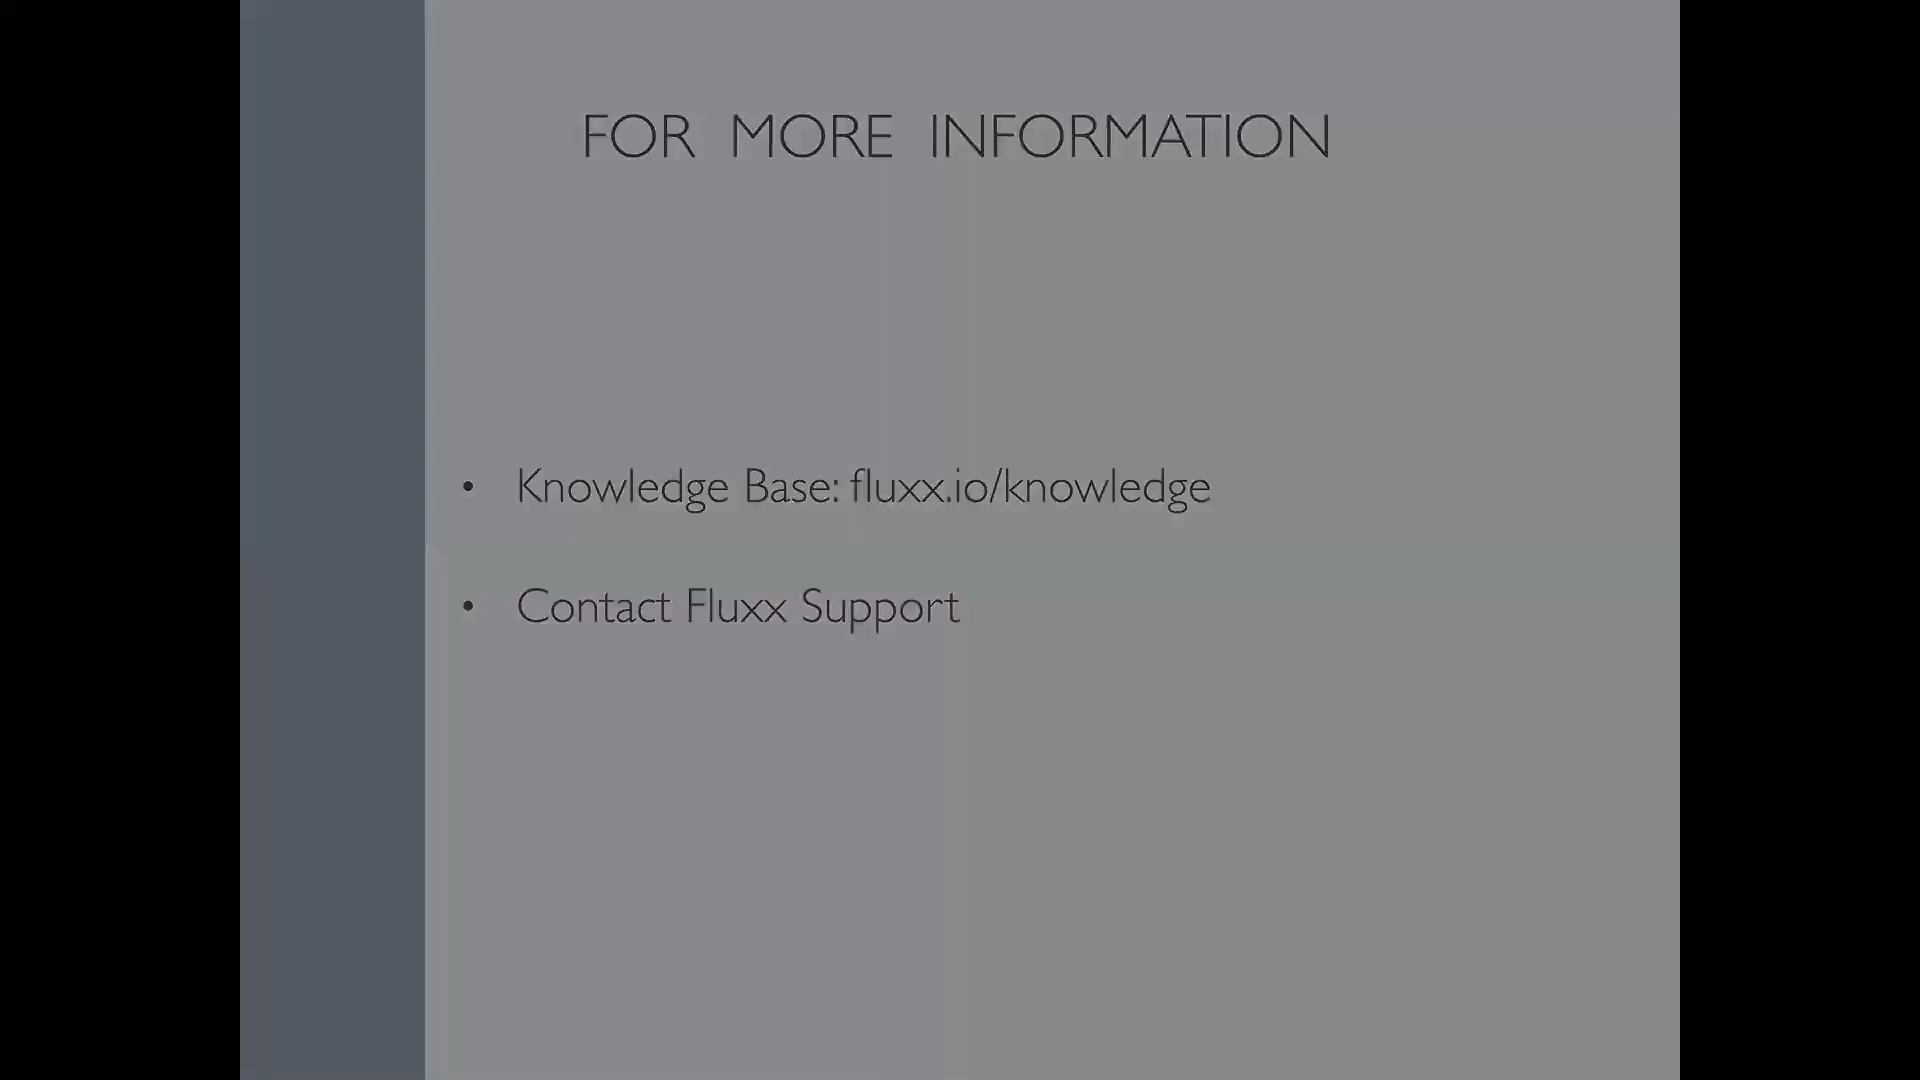 FOR MORE INFORMATION
• Knowledge Base: fluxx.io/knowledge
• Contact Fluxx Support